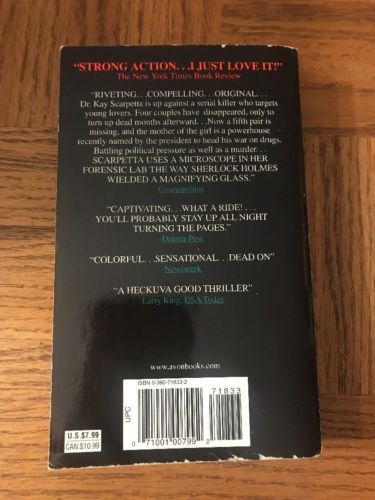 “STRONG ACTION. . .I JUST LOVE IT!”
The New York Times Book Review
“RIVETING. . .COMPELLING. . .ORIGINAL. . .
Dr. Kay Scarpetta is up against a serial killer who targets
young lovers. Four couples have disappeared, only to
turn up dead months afterward. . .Now a fifth pair is
missing, and the mother of the girl is a powerhouse
recently named by the president to head his war on drugs.
Battling political pressure as well as a murder. . .
SCARPETTA USES A MICROSCOPE IN HER
FORENSIC LAB THE WAY SHERLOCK HOLMES
WIELDED A MAGNIFYING GLASS.”
Cosmopolitan
“CAPTIVATING. . .WHAT A RIDE! . . .
YOU'LL PROBABLY STAY UP ALL NIGHT
TURNING THE PAGES.”
Denver Post
“COLORFUL. . .SENSATIONAL. . .DEAD ON”
Newsweek
“A HECKUVA GOOD THRILLER”
Larry King, USA Today
www.avonbooks.com
ISBN 0-380-71833-2
71833
UPC
0 71001 00799 2
U.S. $7.99
CAN $10.99